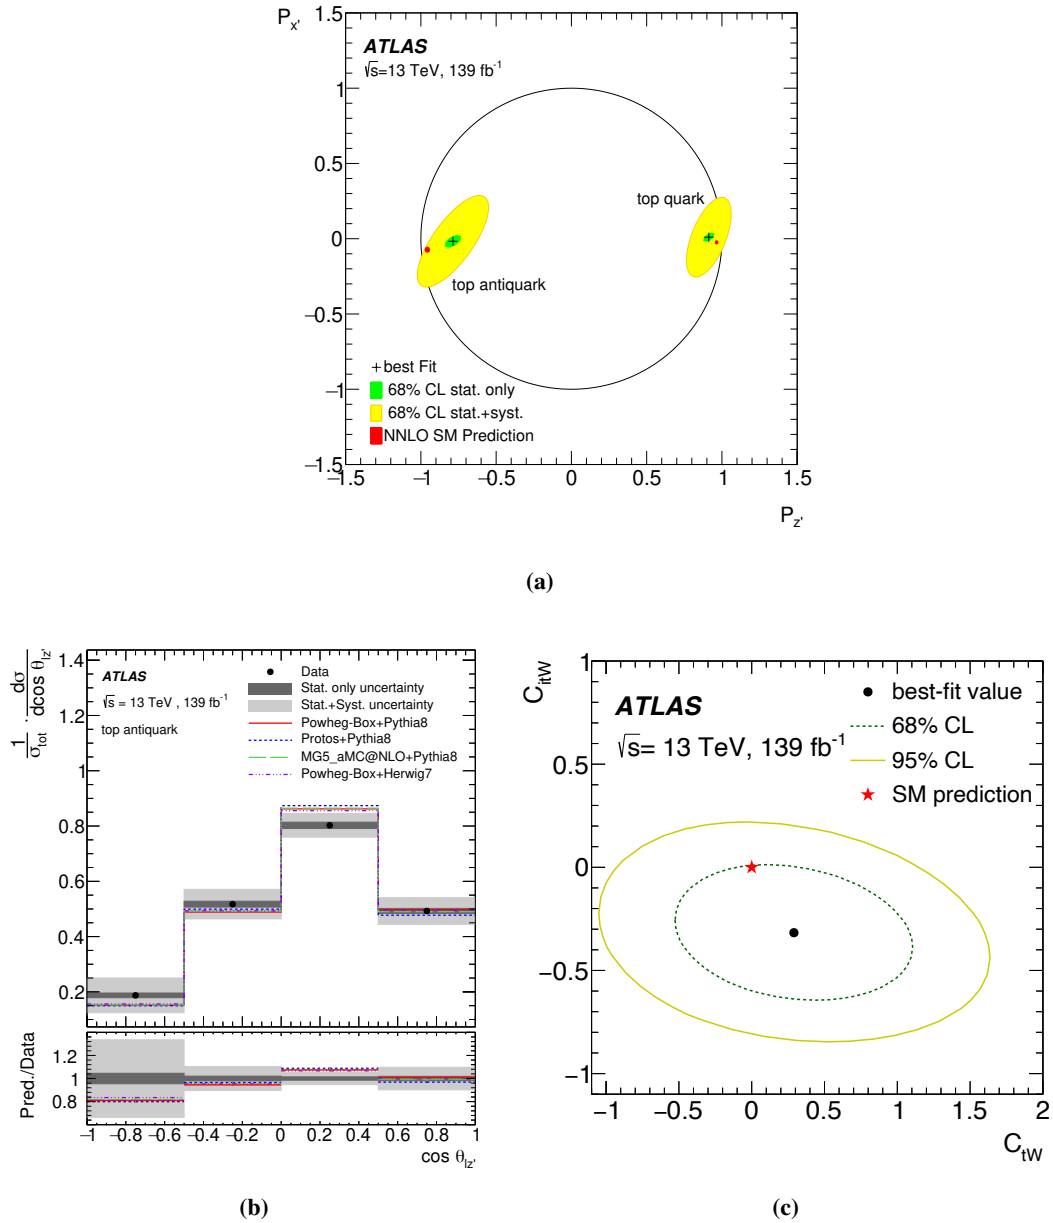 P_x'
1.5
1
0.5
0
−0.5
−1
−1.5
ATLAS
√s=13 TeV, 139 fb⁻¹
top quark
top antiquark
+best Fit
68% CL stat. only
68% CL stat.+syst.
NNLO SM Prediction
−1.5 −1 −0.5 0 0.5 1 1.5
P_z'
(a)
1/σ_tot · dσ/dcos θ_lz'
1.4
1.2
1
0.8
0.6
0.4
0.2
ATLAS
√s = 13 TeV , 139 fb⁻¹
top antiquark
Data
Stat. only uncertainty
Stat.+Syst. uncertainty
Powheg-Box+Pythia8
Protos+Pythia8
MG5_aMC@NLO+Pythia8
Powheg-Box+Herwig7
Pred./Data
1.2
1
0.8
−1 −0.8 −0.6 −0.4 −0.2 0 0.2 0.4 0.6 0.8 1
cos θ_lz'
(b)
C_itW
1
0.5
0
−0.5
−1
ATLAS
√s= 13 TeV, 139 fb⁻¹
best-fit value
68% CL
95% CL
SM prediction
−1 −0.5 0 0.5 1 1.5 2
C_tW
(c)